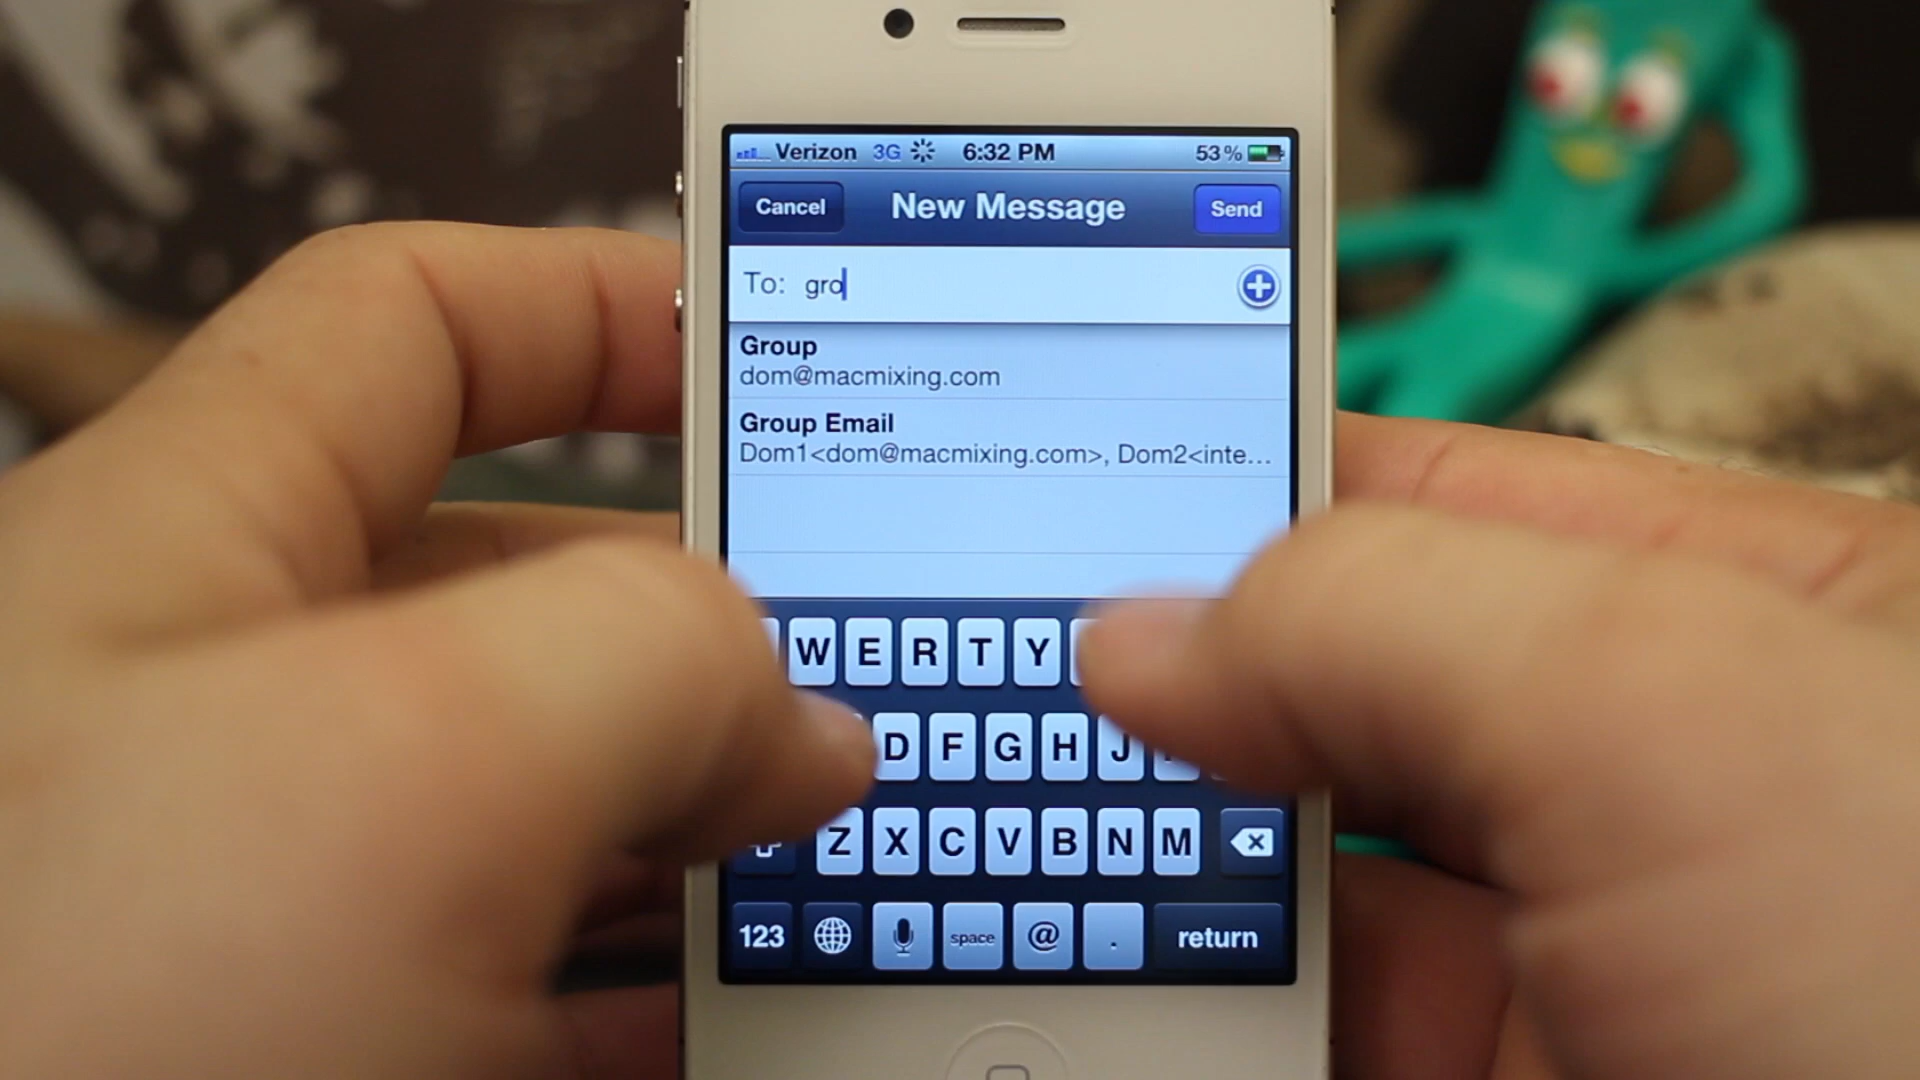 Verizon 3G 6:32 PM 53%
Cancel New Message Send
To: gro
Group
dom@macmixing.com
Group Email
Dom1<dom@macmixing.com>, Dom2<inte...
W E R T Y
D F G H J
Z X C V B N M
123 space @ . return